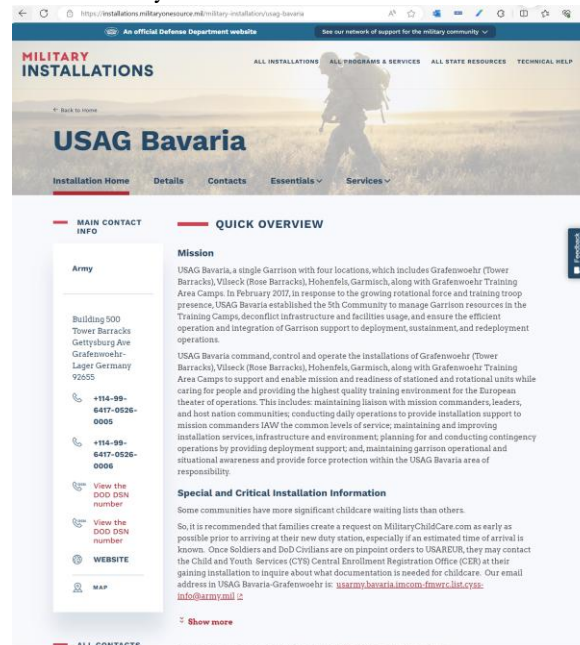 https://installations.militaryonesource.mil/military-installation/usag-bavaria
An official Defense Department website
See our network of support for the military community
MILITARY
INSTALLATIONS
ALL INSTALLATIONS
ALL PROGRAMS & SERVICES
ALL STATE RESOURCES
TECHNICAL HELP
Back to Home
USAG Bavaria
Installation Home
Details
Contacts
Essentials
Services
MAIN CONTACT
INFO
Army
Building 500
Tower Barracks
Gettysburg Ave
Grafenwoehr-
Lager Germany
92655
+114-99-
6417-0526-
0005
+114-99-
6417-0526-
0006
View the
DOD DSN
number
View the
DOD DSN
number
WEBSITE
MAP
QUICK OVERVIEW
Mission
USAG Bavaria, a single Garrison with four locations, which includes Grafenwoehr (Tower
Barracks), Vilseck (Rose Barracks), Hohenfels, Garmisch, along with Grafenwoehr Training
Area Camps. In February 2017, in response to the growing rotational force and training troop
presence, USAG Bavaria established the 5th Community to manage Garrison resources in the
Training Camps, deconflict infrastructure and facilities usage, and ensure the efficient
operation and integration of Garrison support to deployment, sustainment, and redeployment
operations.
USAG Bavaria command, control and operate the installations of Grafenwoehr (Tower
Barracks), Vilseck (Rose Barracks), Hohenfels, Garmisch, along with Grafenwoehr Training
Area Camps to support and enable mission and readiness of stationed and rotational units while
caring for people and providing the highest quality training environment for the European
theater of operations. This includes: maintaining liaison with mission commanders, leaders,
and host nation communities; conducting daily operations to provide installation support to
mission commanders IAW the common levels of service; maintaining and improving
installation services, infrastructure and environment; planning for and conducting contingency
operations by providing deployment support; and, maintaining garrison operational and
situational awareness and provide force protection within the USAG Bavaria area of
responsibility.
Special and Critical Installation Information
Some communities have more significant childcare waiting lists than others.
So, it is recommended that families create a request on MilitaryChildCare.com as early as
possible prior to arriving at their new duty station, especially if an estimated time of arrival is
known. Once Soldiers and DoD Civilians are on pinpoint orders to USAREUR, they may contact
the Child and Youth Services (CYS) Central Enrollment Registration Office (CER) at their
gaining installation to inquire about what documentation is needed for childcare. Our email
address in USAG Bavaria-Grafenwoehr is: usarmy.bavaria.imcom-fmwrc.list.cyss-
info@army.mil
Show more
Feedback
ALL CONTACTS